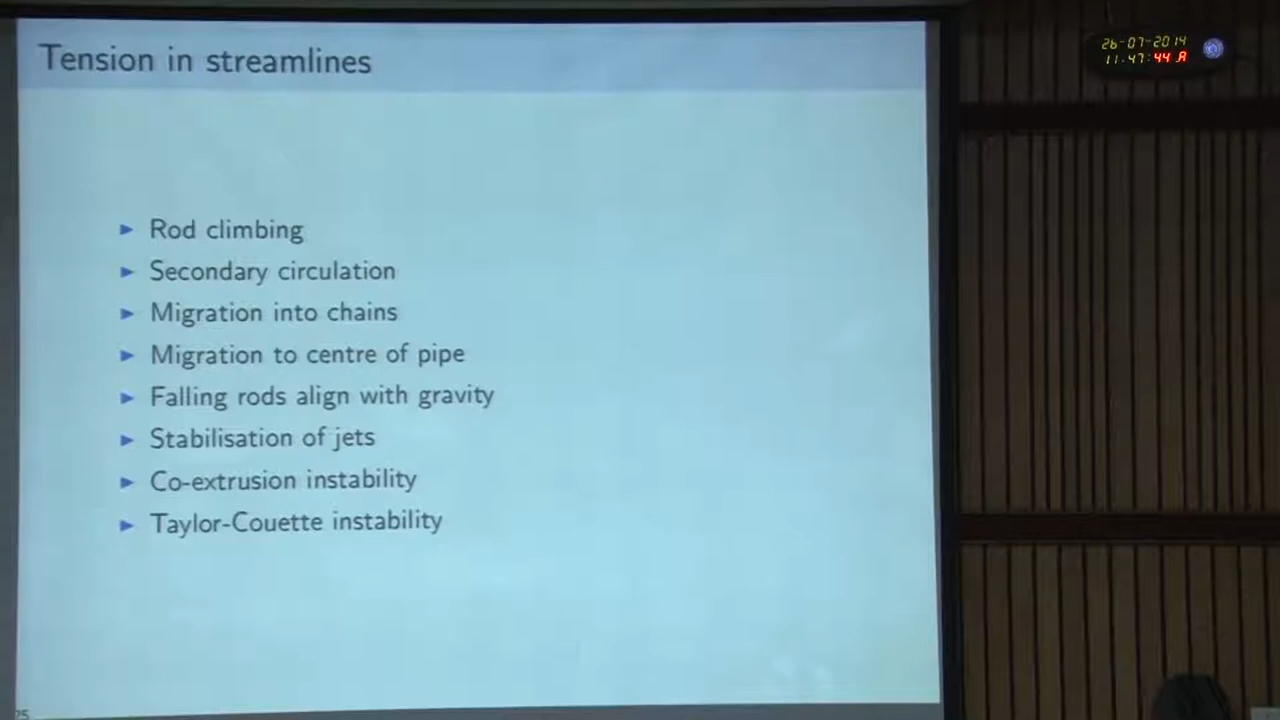 Tension in streamlines
26-07-2014
11:47:44 A
Rod climbing
Secondary circulation
Migration into chains
Migration to centre of pipe
Falling rods align with gravity
Stabilisation of jets
Co-extrusion instability
Taylor-Couette instability
25